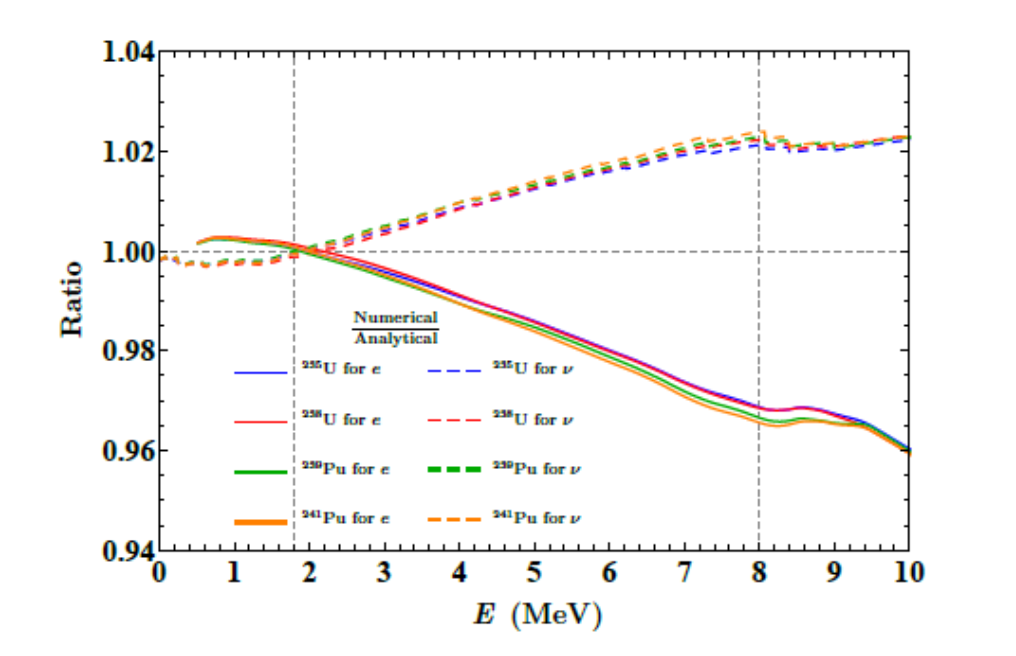 1.04
1.02
1.00
0.98
0.96
0.94
Ratio
Numerical
Analytical
²³⁵U for e ²³⁵U for ν
²³⁸U for e ²³⁸U for ν
²³⁹Pu for e ²³⁹Pu for ν
²⁴¹Pu for e ²⁴¹Pu for ν
0 1 2 3 4 5 6 7 8 9 10
E (MeV)